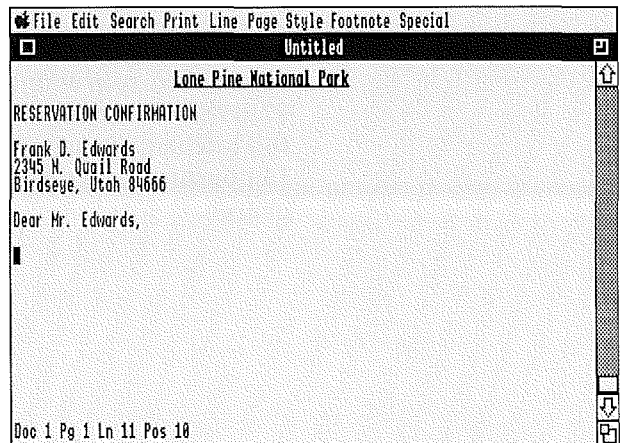 File Edit Search Print Line Page Style Footnote Special
Untitled
Lone Pine National Park
RESERVATION CONFIRMATION
Frank D. Edwards
2345 N. Quail Road
Birdseye, Utah 84666
Dear Mr. Edwards,
Doc 1 Pg 1 Ln 11 Pos 10